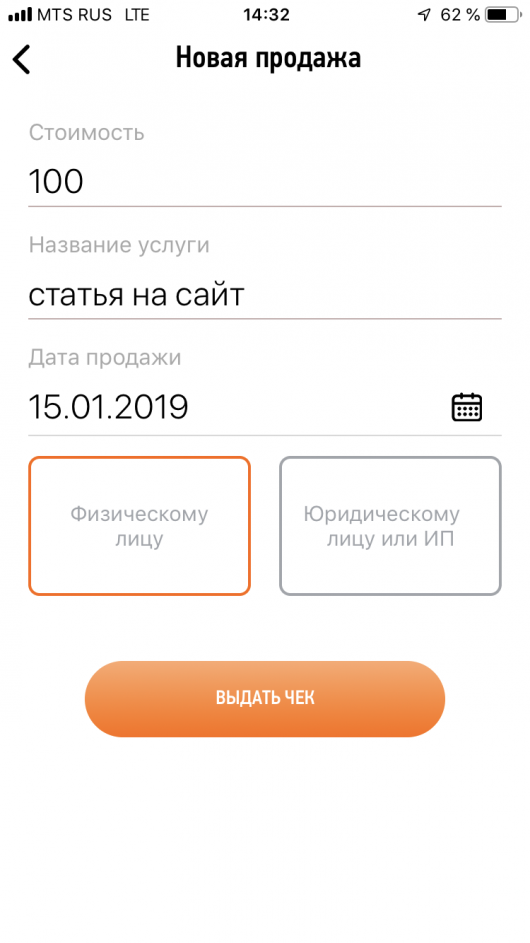 MTS RUS LTE 14:32 62 %
Новая продажа
Стоимость
100
Название услуги
статья на сайт
Дата продажи
15.01.2019
Физическому
лицу
Юридическому
лицу или ИП
ВЫДАТЬ ЧЕК